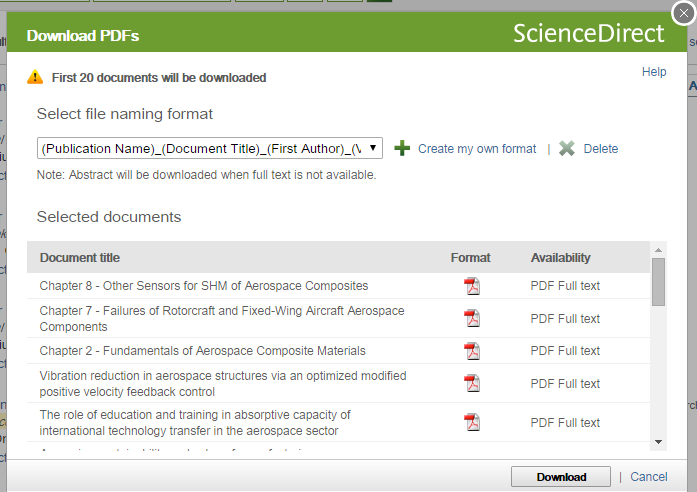 Download PDFs
ScienceDirect
First 20 documents will be downloaded
Help
Select file naming format
(Publication Name)_(Document Title)_(First Author)_(V
Create my own format | Delete
Note: Abstract will be downloaded when full text is not available.
Selected documents
Document title Format Availability
Chapter 8 - Other Sensors for SHM of Aerospace Composites PDF Full text
Chapter 7 - Failures of Rotorcraft and Fixed-Wing Aircraft Aerospace
Components
PDF Full text
Chapter 2 - Fundamentals of Aerospace Composite Materials PDF Full text
Vibration reduction in aerospace structures via an optimized modified
positive velocity feedback control
PDF Full text
The role of education and training in absorptive capacity of
international technology transfer in the aerospace sector
PDF Full text
Download | Cancel